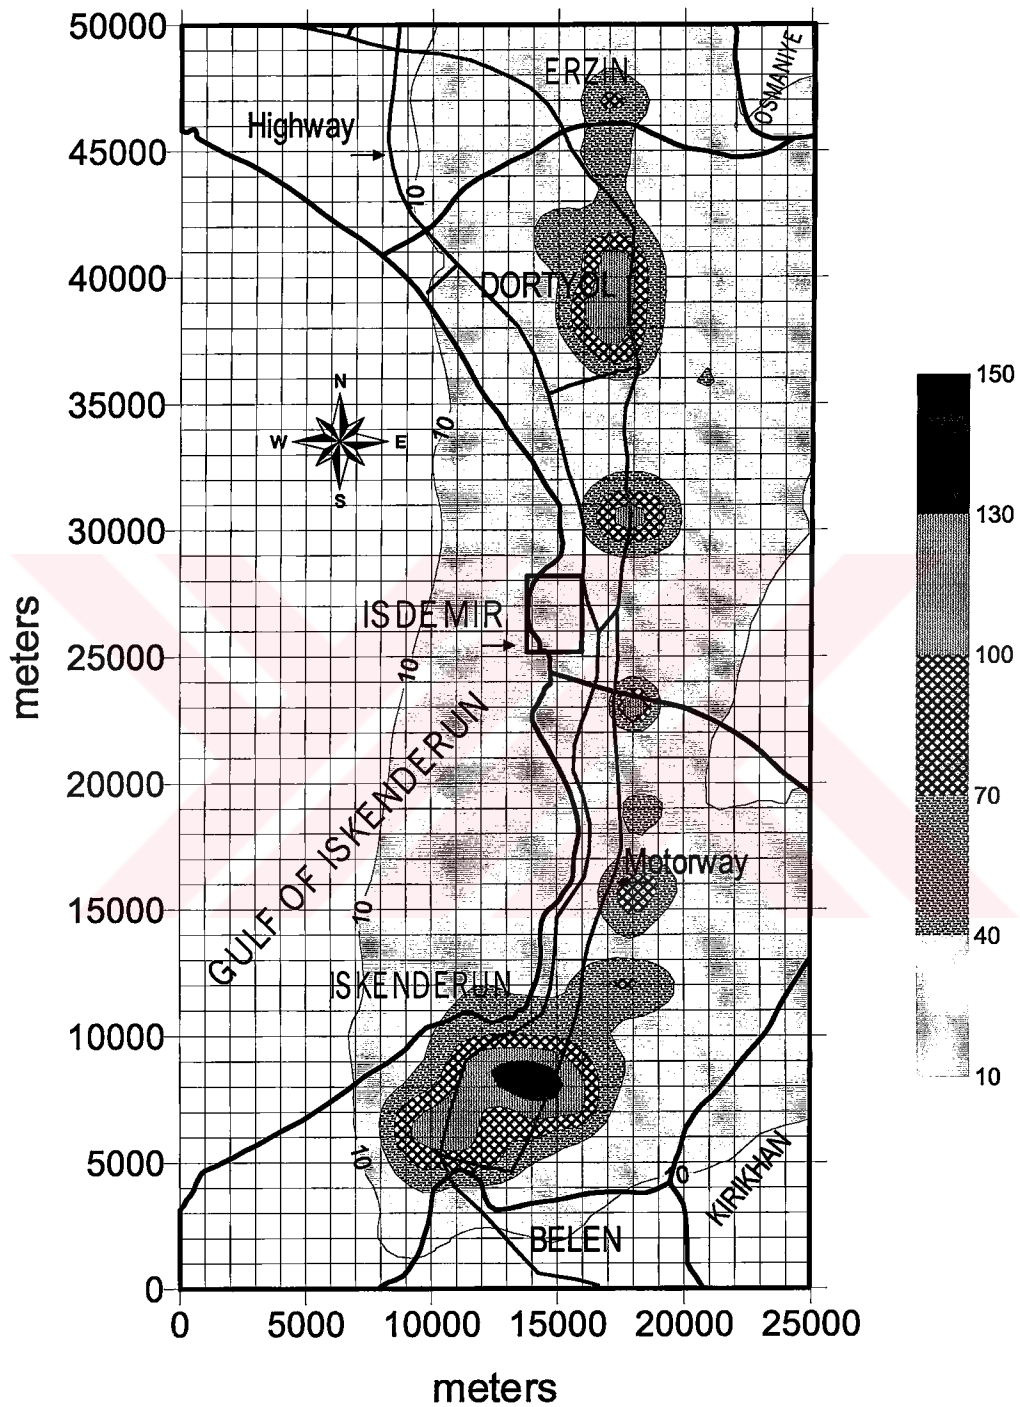 50000
ERZIN
OSMANIYE
Highway
45000
10
40000
DORTYOL
150
N
35000
10
W E
S
130
30000
ISDEMIR
meters
25000
10
100
GULF OF ISKENDERUN
20000
70
Motorway
15000
10
40
ISKENDERUN
10000
10
5000
10
10
KIRIKHAN
BELEN
0
0 5000 10000 15000 20000 25000
meters